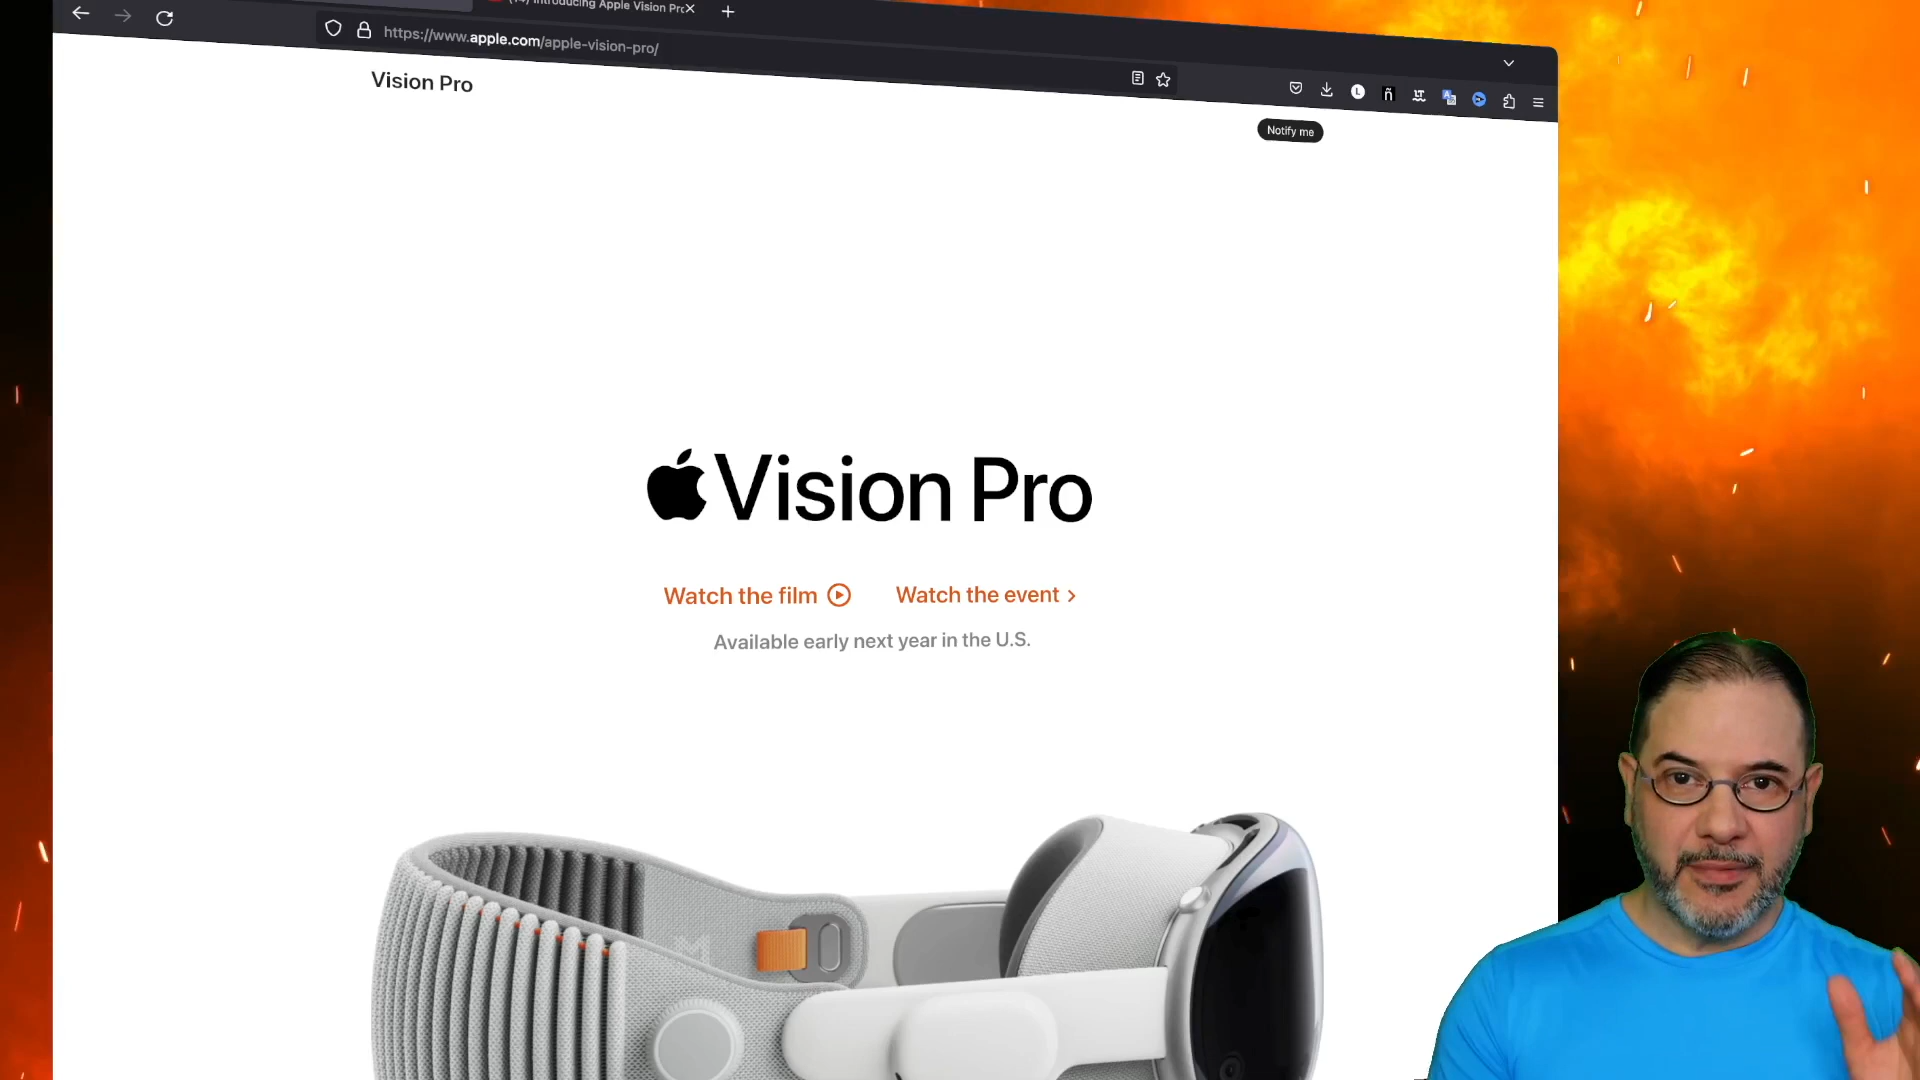 Introducing Apple Vision Pro
https://www.apple.com/apple-vision-pro/
Vision Pro
Notify me
Vision Pro
Watch the film
Watch the event
Available early next year in the U.S.